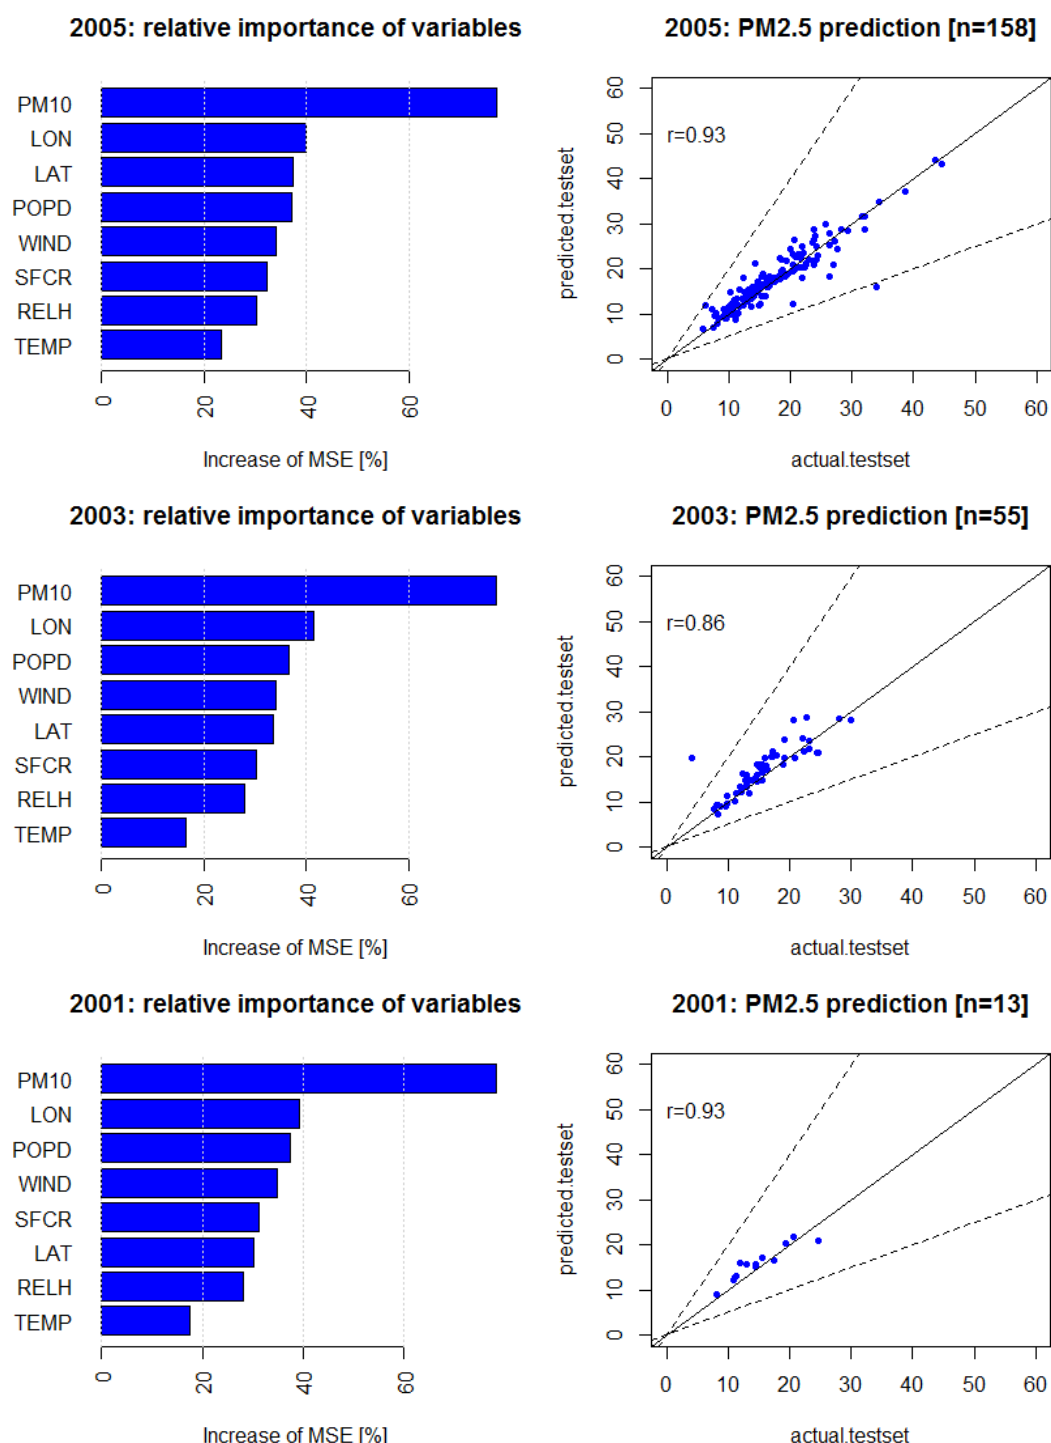 2005: relative importance of variables
PM10
LON
LAT
POPD
WIND
SFCR
RELH
TEMP
0 20 40 60
Increase of MSE [%]
2005: PM2.5 prediction [n=158]
r=0.93
predicted.testset
60
50
40
30
20
10
0
0 10 20 30 40 50 60
actual.testset
2003: relative importance of variables
PM10
LON
POPD
WIND
LAT
SFCR
RELH
TEMP
0 20 40 60
Increase of MSE [%]
2003: PM2.5 prediction [n=55]
r=0.86
predicted.testset
60
50
40
30
20
10
0
0 10 20 30 40 50 60
actual.testset
2001: relative importance of variables
PM10
LON
POPD
WIND
SFCR
LAT
RELH
TEMP
0 20 40 60
Increase of MSE [%]
2001: PM2.5 prediction [n=13]
r=0.93
predicted.testset
60
50
40
30
20
10
0
0 10 20 30 40 50 60
actual.testset